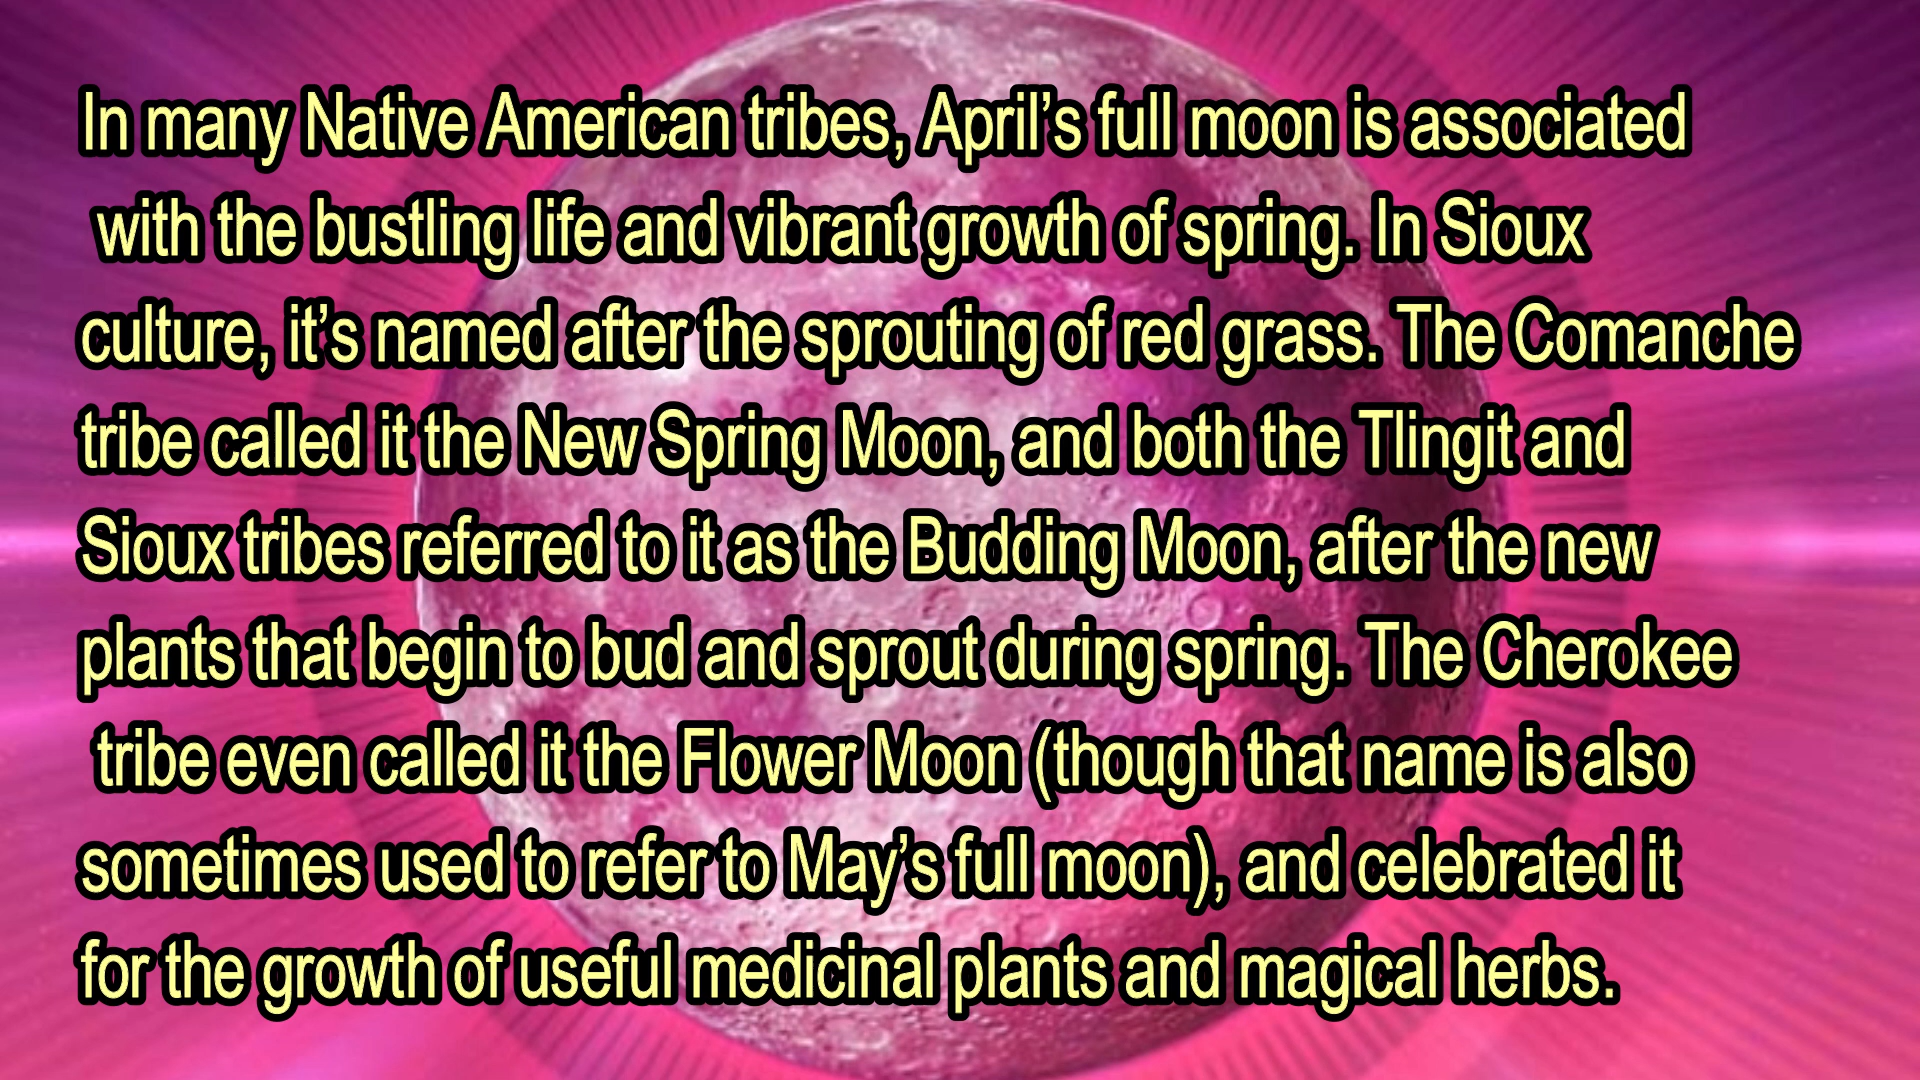 In many Native American tribes, April’s full moon is associated
with the bustling life and vibrant growth of spring. In Sioux
culture, it’s named after the sprouting of red grass. The Comanche
tribe called it the New Spring Moon, and both the Tlingit and
Sioux tribes referred to it as the Budding Moon, after the new
plants that begin to bud and sprout during spring. The Cherokee
tribe even called it the Flower Moon (though that name is also
sometimes used to refer to May’s full moon), and celebrated it
for the growth of useful medicinal plants and magical herbs.